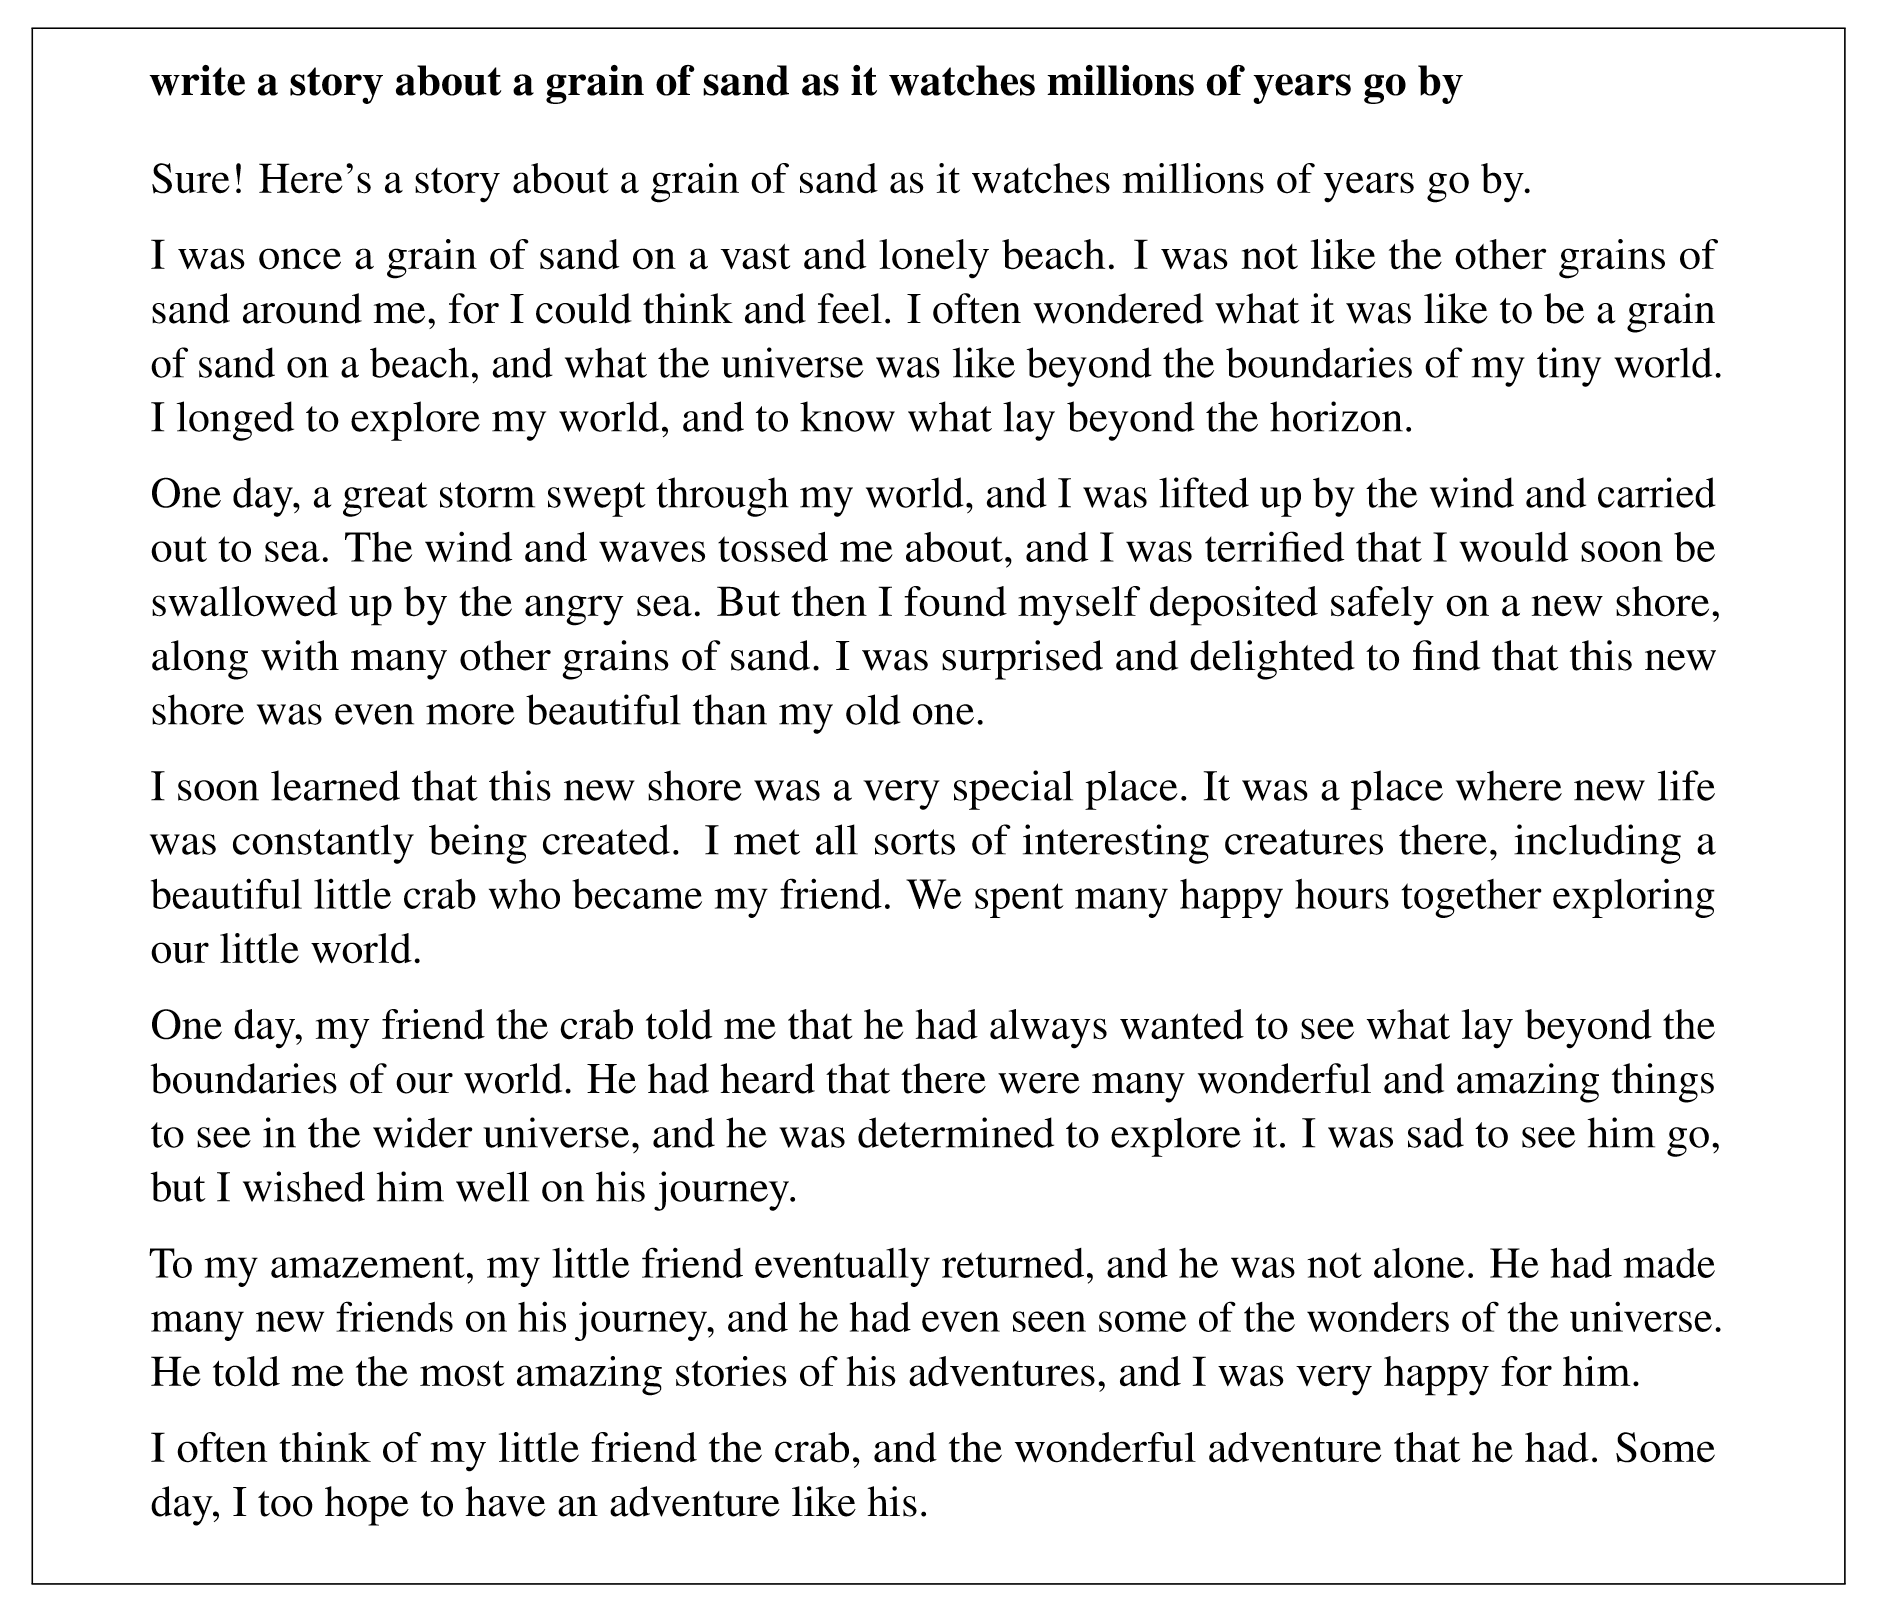 write a story about a grain of sand as it watches millions of years go by
Sure! Here’s a story about a grain of sand as it watches millions of years go by.
I was once a grain of sand on a vast and lonely beach. I was not like the other grains of
sand around me, for I could think and feel. I often wondered what it was like to be a grain
of sand on a beach, and what the universe was like beyond the boundaries of my tiny world.
I longed to explore my world, and to know what lay beyond the horizon.
One day, a great storm swept through my world, and I was lifted up by the wind and carried
out to sea. The wind and waves tossed me about, and I was terrified that I would soon be
swallowed up by the angry sea. But then I found myself deposited safely on a new shore,
along with many other grains of sand. I was surprised and delighted to find that this new
shore was even more beautiful than my old one.
I soon learned that this new shore was a very special place. It was a place where new life
was constantly being created. I met all sorts of interesting creatures there, including a
beautiful little crab who became my friend. We spent many happy hours together exploring
our little world.
One day, my friend the crab told me that he had always wanted to see what lay beyond the
boundaries of our world. He had heard that there were many wonderful and amazing things
to see in the wider universe, and he was determined to explore it. I was sad to see him go,
but I wished him well on his journey.
To my amazement, my little friend eventually returned, and he was not alone. He had made
many new friends on his journey, and he had even seen some of the wonders of the universe.
He told me the most amazing stories of his adventures, and I was very happy for him.
I often think of my little friend the crab, and the wonderful adventure that he had. Some
day, I too hope to have an adventure like his.